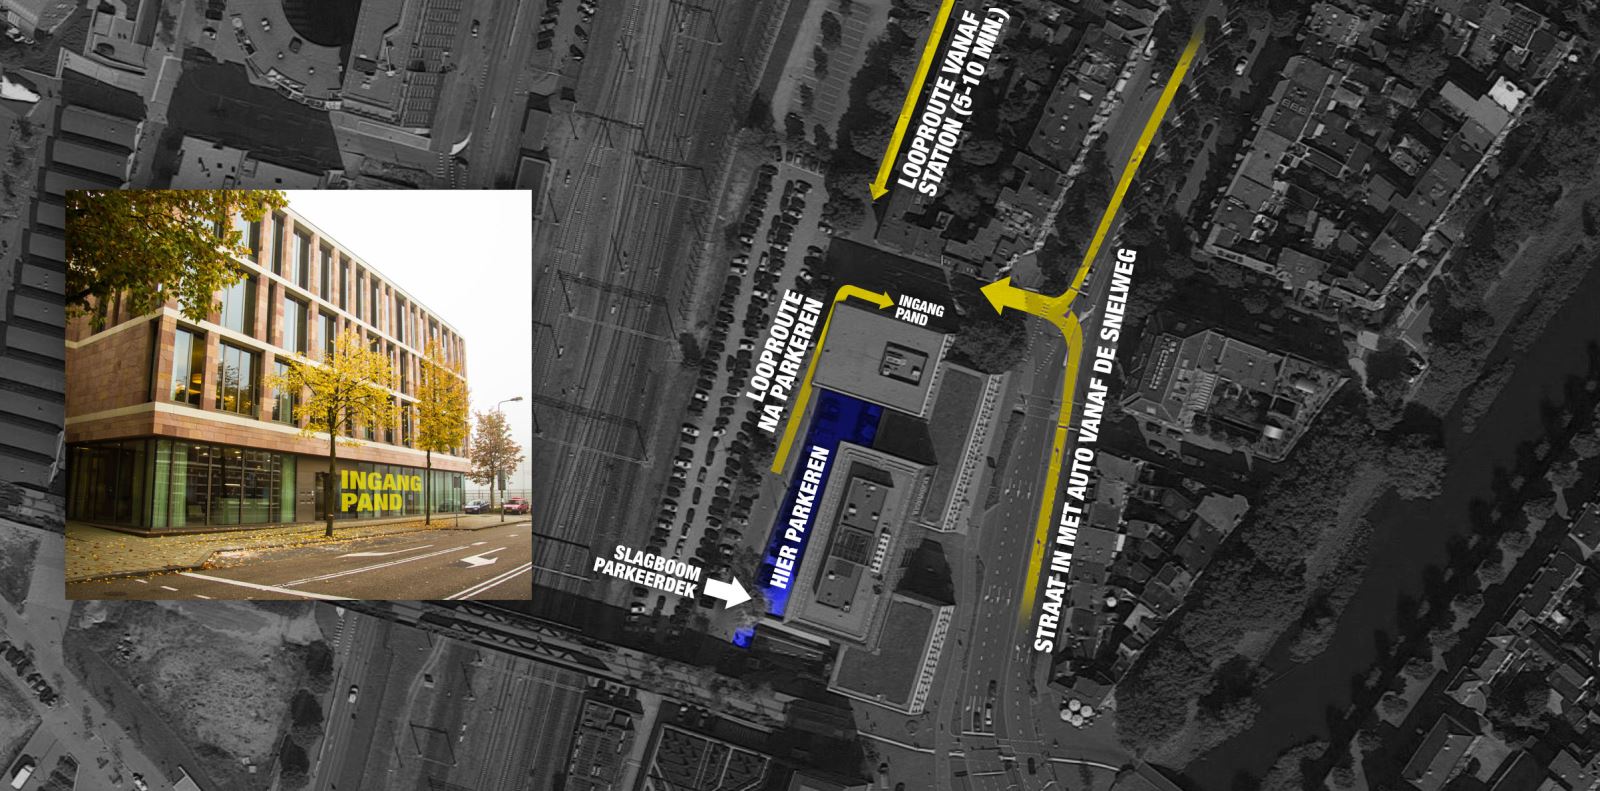 LOOPROUTE VANAF
STATION (5-10 MIN.)
LOOPROUTE
NA PARKEREN
INGANG
PAND
STRAAT IN MET AUTO VANAF DE SNELWEG
HIER PARKEREN
SLAGBOOM
PARKEERDEK
INGANG
PAND